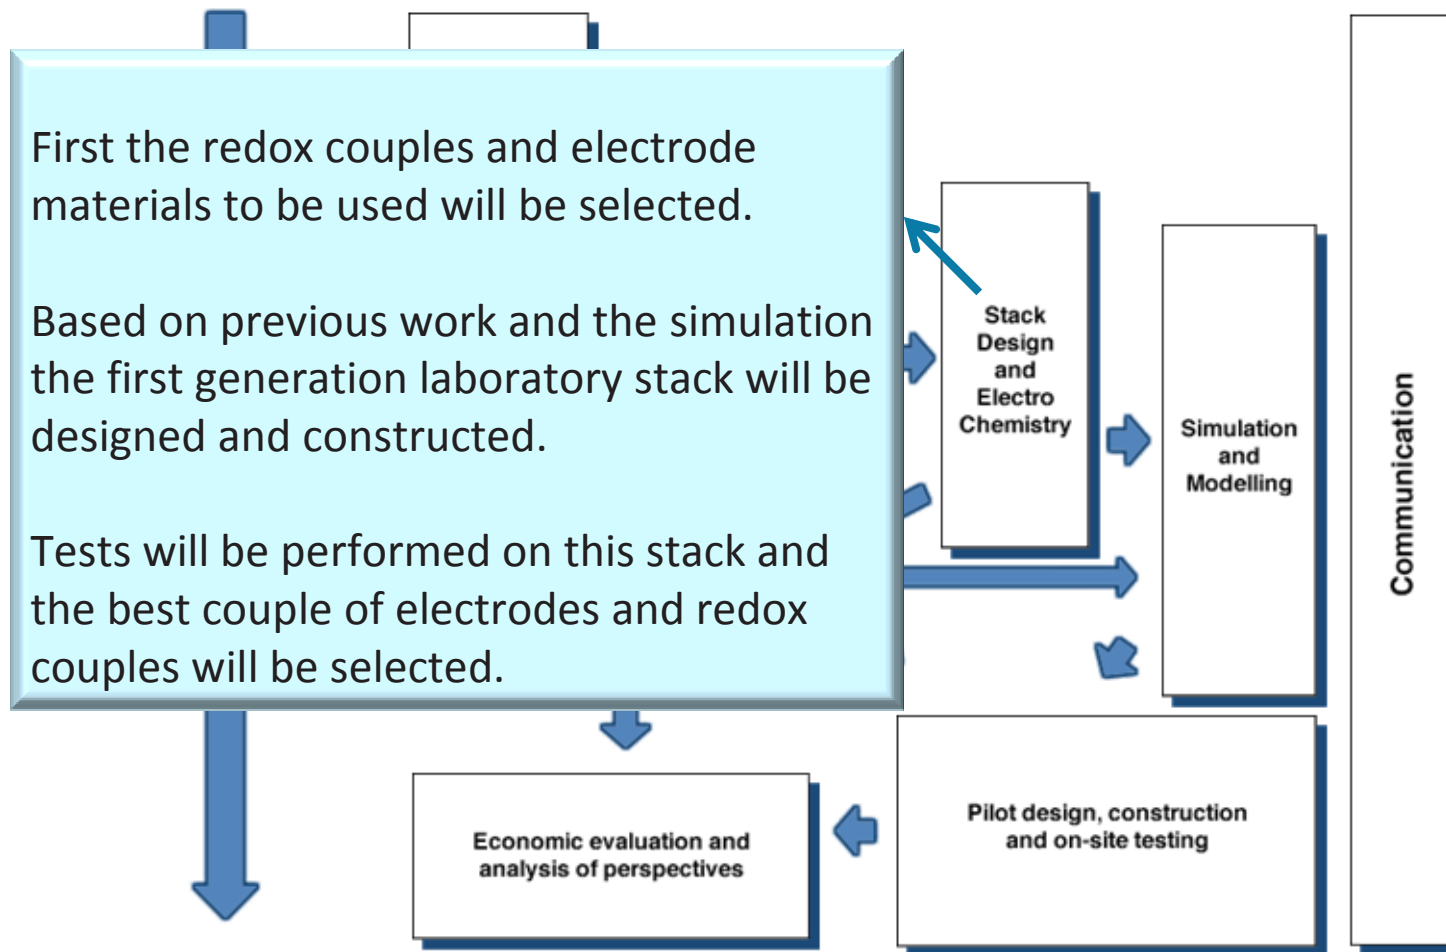 First the redox couples and electrode
materials to be used will be selected.
Based on previous work and the simulation
the first generation laboratory stack will be
designed and constructed.
Tests will be performed on this stack and
the best couple of electrodes and redox
couples will be selected.
Stack
Design
and
Electro
Chemistry
Simulation
and
Modelling
Communication
Pilot design, construction
and on-site testing
Economic evaluation and
analysis of perspectives